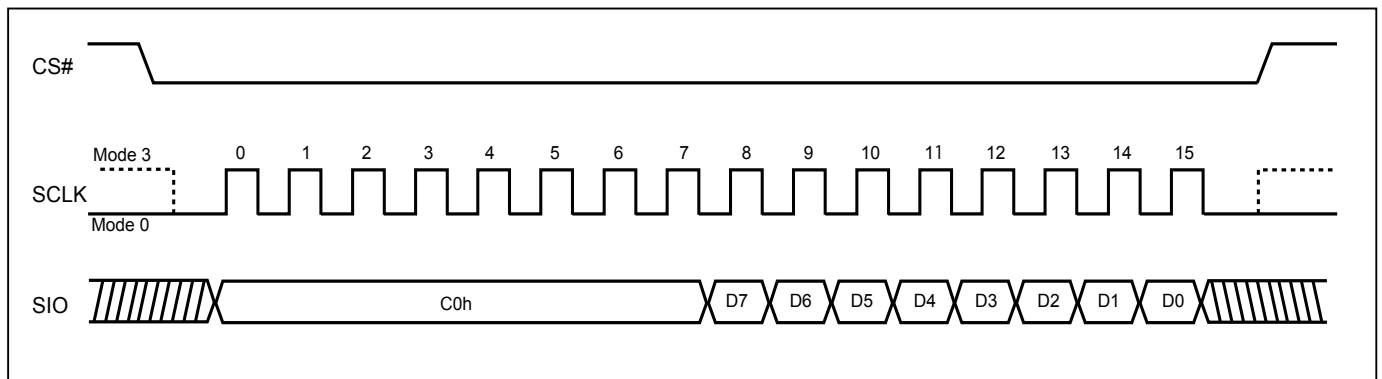 CS#
Mode 3
0 1 2 3 4 5 6 7 8 9 10 11 12 13 14 15
SCLK
Mode 0
SIO
C0h
D7 D6 D5 D4 D3 D2 D1 D0